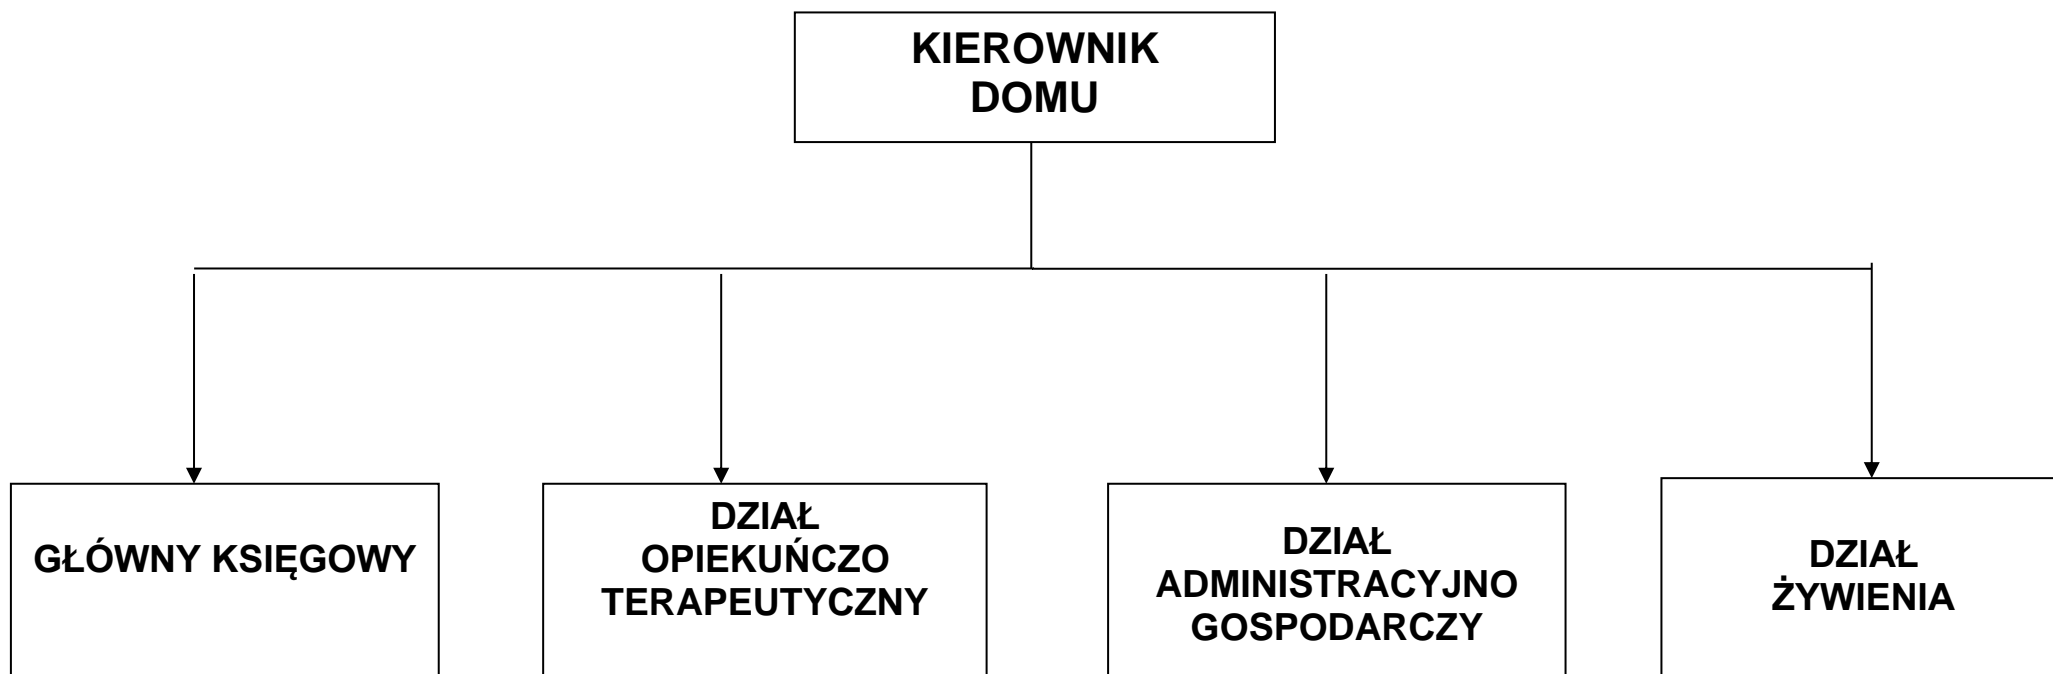 KIEROWNIK
DOMU
GŁÓWNY KSIĘGOWY
DZIAŁ
OPIEKUŃCZO
TERAPEUTYCZNY
DZIAŁ
ADMINISTRACYJNO
GOSPODARCZY
DZIAŁ
ŻYWIENIA